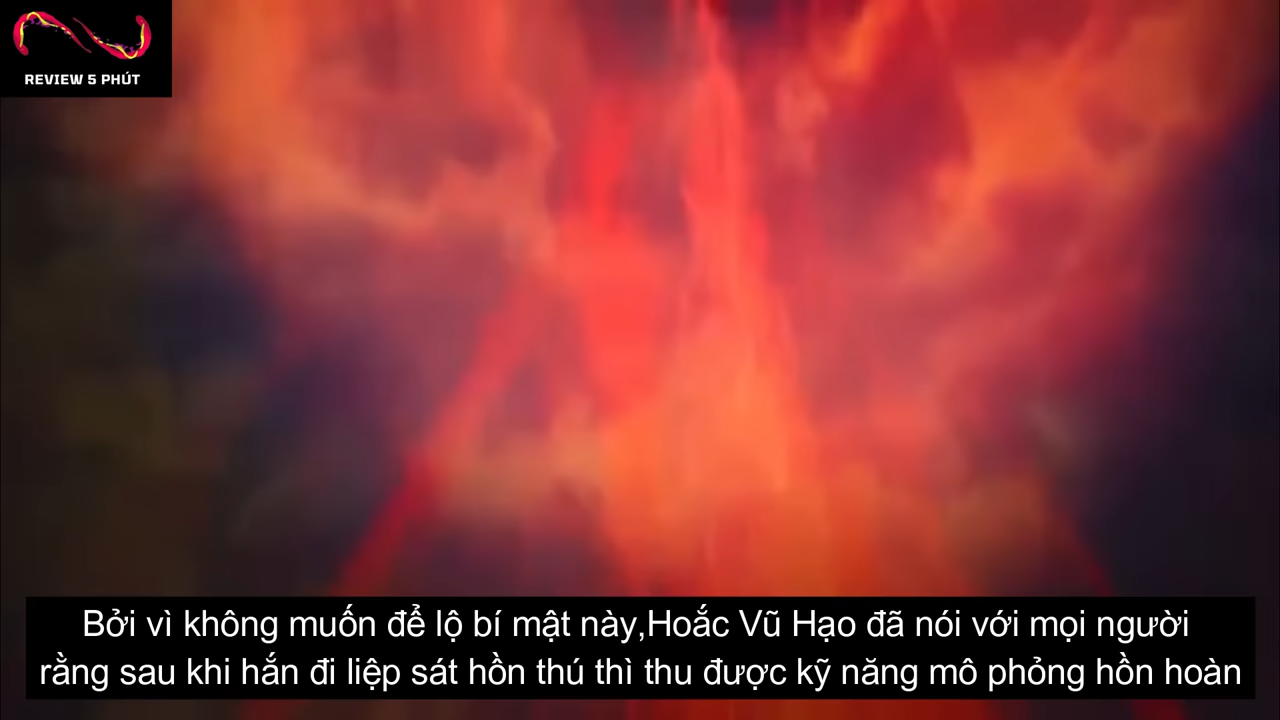 REVIEW 5 PHÚT
Bởi vì không muốn để lộ bí mật này,Hoắc Vũ Hạo đã nói với mọi người
rằng sau khi hắn đi liệp sát hồn thú thì thu được kỹ năng mô phỏng hồn hoàn